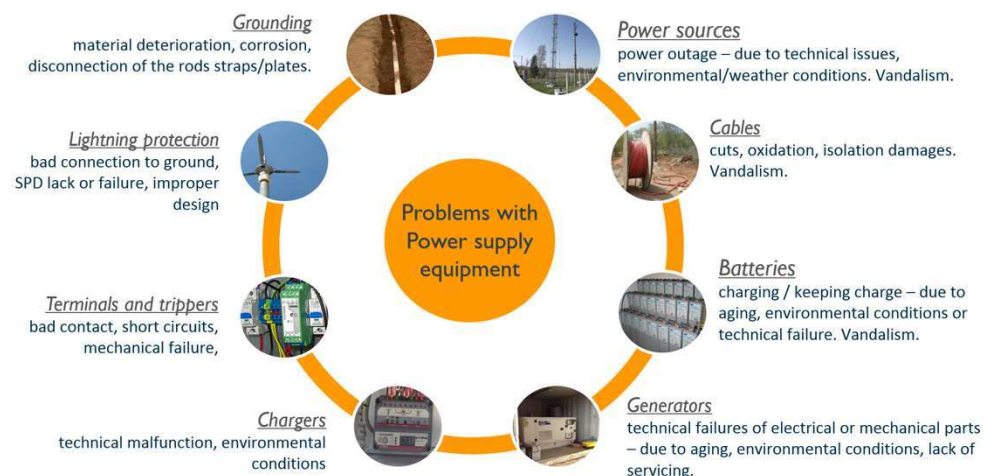 Grounding
material deterioration, corrosion,
disconnection of the rods straps/plates.
Power sources
power outage – due to technical issues,
environmental/weather conditions. Vandalism.
Lightning protection
bad connection to ground,
SPD lack or failure, improper
design
Cables
cuts, oxidation, isolation damages.
Vandalism.
Problems with
Power supply
equipment
Terminals and trippers
bad contact, short circuits,
mechanical failure,
Batteries
charging / keeping charge – due to
aging, environmental conditions or
technical failure. Vandalism.
Chargers
technical malfunction, environmental
conditions
Generators
technical failures of electrical or mechanical parts
– due to aging, environmental conditions, lack of
servicing.